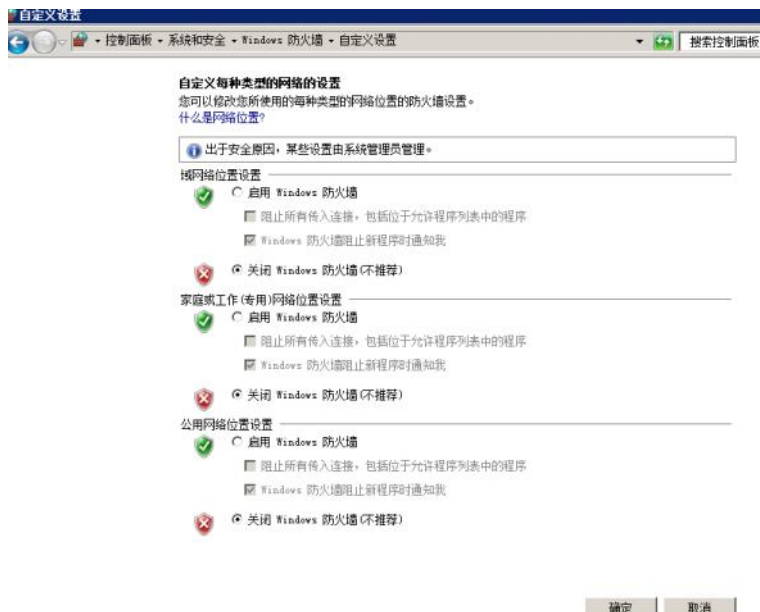 自定义设置
控制面板 系统和安全 Windows 防火墙 自定义设置
搜索控制面板
自定义每种类型的网络的设置
您可以修改您所使用的每种类型的网络位置的防火墙设置。
什么是网络位置?
出于安全原因，某些设置由系统管理员管理。
域网络位置设置
启用 Windows 防火墙
阻止所有传入连接，包括位于允许程序列表中的程序
Windows 防火墙阻止新程序时通知我
关闭 Windows 防火墙(不推荐)
家庭或工作(专用)网络位置设置
启用 Windows 防火墙
阻止所有传入连接，包括位于允许程序列表中的程序
Windows 防火墙阻止新程序时通知我
关闭 Windows 防火墙(不推荐)
公用网络位置设置
启用 Windows 防火墙
阻止所有传入连接，包括位于允许程序列表中的程序
Windows 防火墙阻止新程序时通知我
关闭 Windows 防火墙(不推荐)
确定 取消